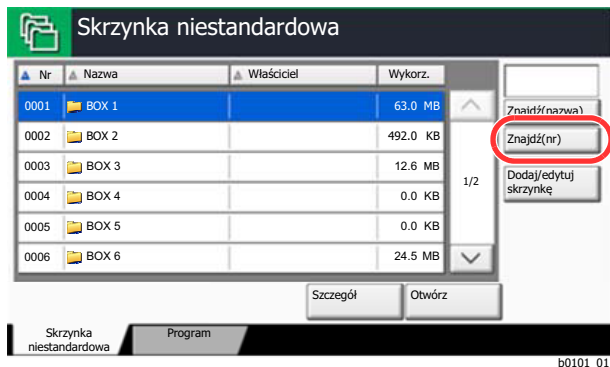 Skrzynka niestandardowa
Nr Nazwa Właściciel Wykorz.
0001 BOX 1 63.0 MB
0002 BOX 2 492.0 KB
0003 BOX 3 12.6 MB
0004 BOX 4 0.0 KB
0005 BOX 5 0.0 KB
0006 BOX 6 24.5 MB
1/2
Znajdź(nazwa)
Znajdź(nr)
Dodaj/edytuj
skrzynkę
Szczegół Otwórz
Skrzynka
niestandardowa
Program
b0101_01